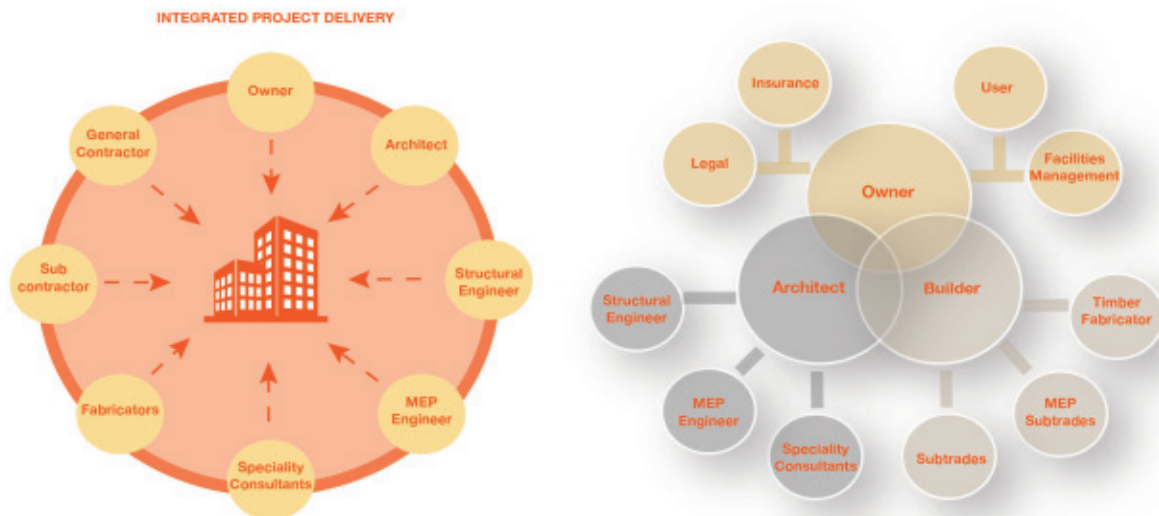 INTEGRATED PROJECT DELIVERY
Owner
General
Contractor
Architect
Sub
contractor
Structural
Engineer
Fabricators
MEP
Engineer
Speciality
Consultants
Insurance
User
Legal
Facilities
Management
Owner
Architect
Builder
Structural
Engineer
Timber
Fabricator
MEP
Engineer
MEP
Subtrades
Speciality
Consultants
Subtrades